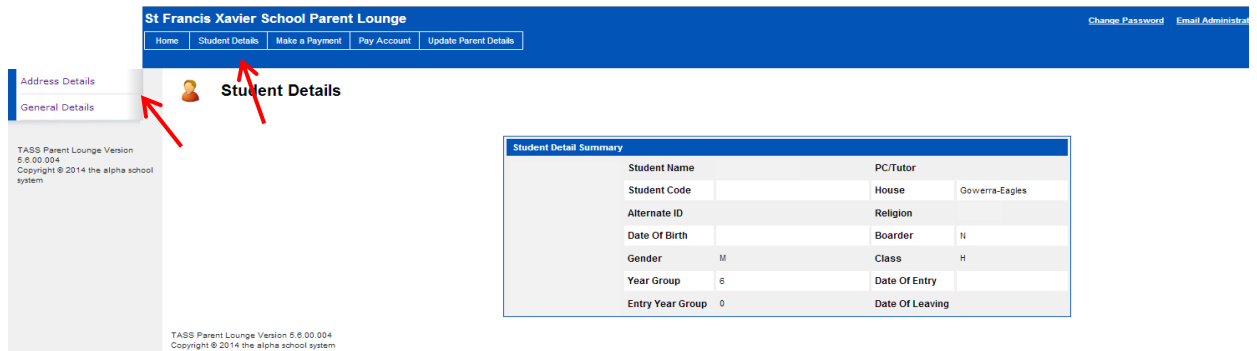 St Francis Xavier School Parent Lounge
Change Password Email Administrat
Home Student Details Make a Payment Pay Account Update Parent Details
Address Details
General Details
Student Details
TASS Parent Lounge Version
5.6.00.004
Copyright © 2014 the alpha school
system
Student Detail Summary
Student Name PC/Tutor
Student Code House Gowerra-Eagles
Alternate ID Religion
Date Of Birth Boarder N
Gender M Class H
Year Group 6 Date Of Entry
Entry Year Group 0 Date Of Leaving
TASS Parent Lounge Version 5.6.00.004
Copyright © 2014 the alpha school system